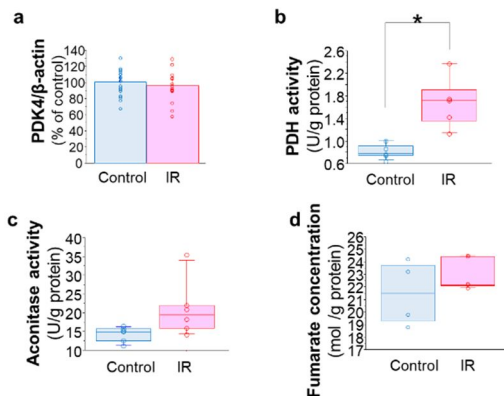 a
PDK4/β-actin
(% of control)
140
120
100
80
60
40
20
0
Control IR
b
*
PDH activity
(U/g protein)
2.6
2.2
1.8
1.4
1.0
0.6
Control IR
c
Aconitase activity
(U/g protein)
40
35
30
25
20
15
10
Control IR
d
Fumarate concentration
(mol /g protein)
26
25
24
23
22
21
20
19
18
17
Control IR